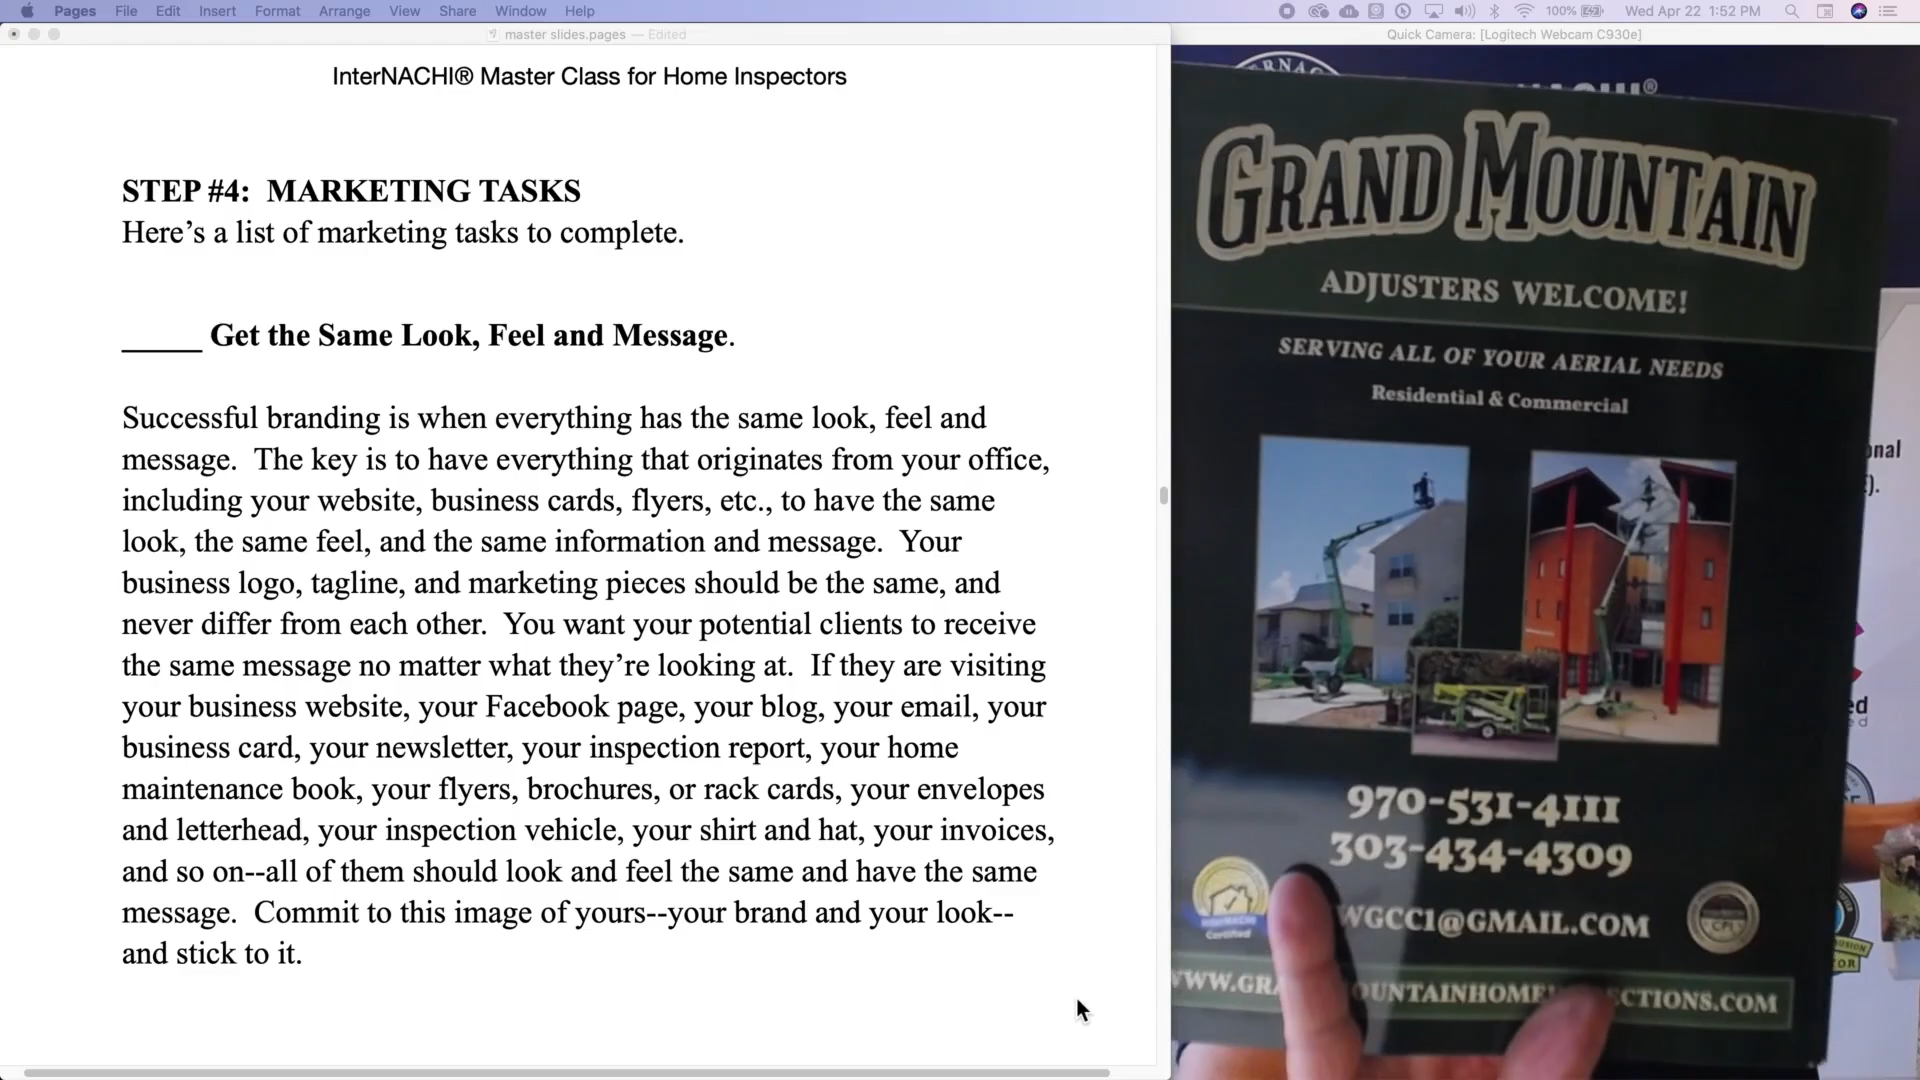 Pages File Edit Insert Format Arrange View Share Window Help
100% Wed Apr 22 1:52 PM
master slides.pages — Edited
Quick Camera: [Logitech Webcam C930e]
InterNACHI® Master Class for Home Inspectors
STEP #4: MARKETING TASKS
Here’s a list of marketing tasks to complete.
_____ Get the Same Look, Feel and Message.
Successful branding is when everything has the same look, feel and
message. The key is to have everything that originates from your office,
including your website, business cards, flyers, etc., to have the same
look, the same feel, and the same information and message. Your
business logo, tagline, and marketing pieces should be the same, and
never differ from each other. You want your potential clients to receive
the same message no matter what they’re looking at. If they are visiting
your business website, your Facebook page, your blog, your email, your
business card, your newsletter, your inspection report, your home
maintenance book, your flyers, brochures, or rack cards, your envelopes
and letterhead, your inspection vehicle, your shirt and hat, your invoices,
and so on--all of them should look and feel the same and have the same
message. Commit to this image of yours--your brand and your look--
and stick to it.
GRAND MOUNTAIN
ADJUSTERS WELCOME!
SERVING ALL OF YOUR AERIAL NEEDS
Residential & Commercial
970-531-4111
303-434-4309
WGCC1@GMAIL.COM
InterNACHI
Certified
CPI